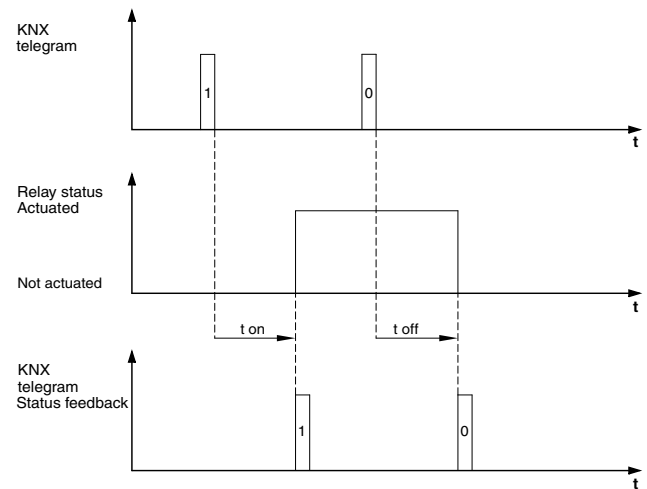 KNX
telegram
1
0
t
Relay status
Actuated
Not actuated
t
t on
t off
KNX
telegram
Status feedback
1
0
t